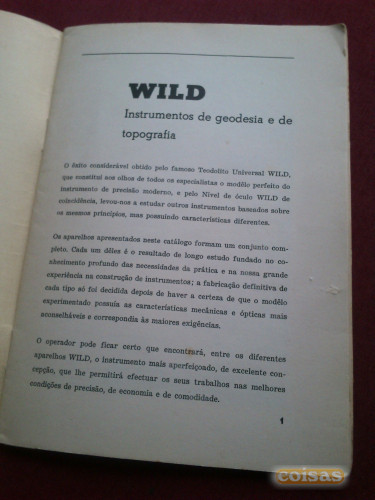 WILD
Instrumentos de geodesia e de
topografia
O êxito considerável obtido pelo famoso Teodolito Universal WILD,
que constitui aos olhos de todos os especialistas o modêlo perfeito do
instrumento de precisão moderno, e pelo Nível de óculo WILD de
coincidência, levou-nos a estudar outros instrumentos baseados sobre
os mesmos princípios, mas possuindo características diferentes.
Os aparelhos apresentados neste catálogo formam um conjunto com-
pleto. Cada um dêles é o resultado de longo estudo fundado no co-
nhecimento profundo das necessidades da prática e na nossa grande
experiência na construção de instrumentos; a fabricação definitiva de
cada tipo só foi decidida depois de haver a certeza de que o modêlo
experimentado possuía as características mecânicas e ópticas mais
aconselháveis e correspondia às maiores exigências.
O operador pode ficar certo que encontrará, entre os diferentes
aparelhos WILD, o instrumento mais aperfeiçoado, de excelente con-
cepção, que lhe permitirá efectuar os seus trabalhos nas melhores
condições de precisão, de economia e de comodidade.
1
coisas